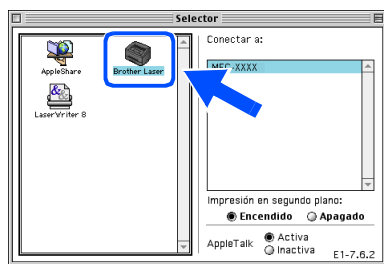 Selector
AppleShare
Brother Laser
LaserWriter 8
Conectar a:
MFC-XXXX
Impresión en segundo plano:
Encendido Apagado
AppleTalk
Activa
Inactiva
E1-7.6.2